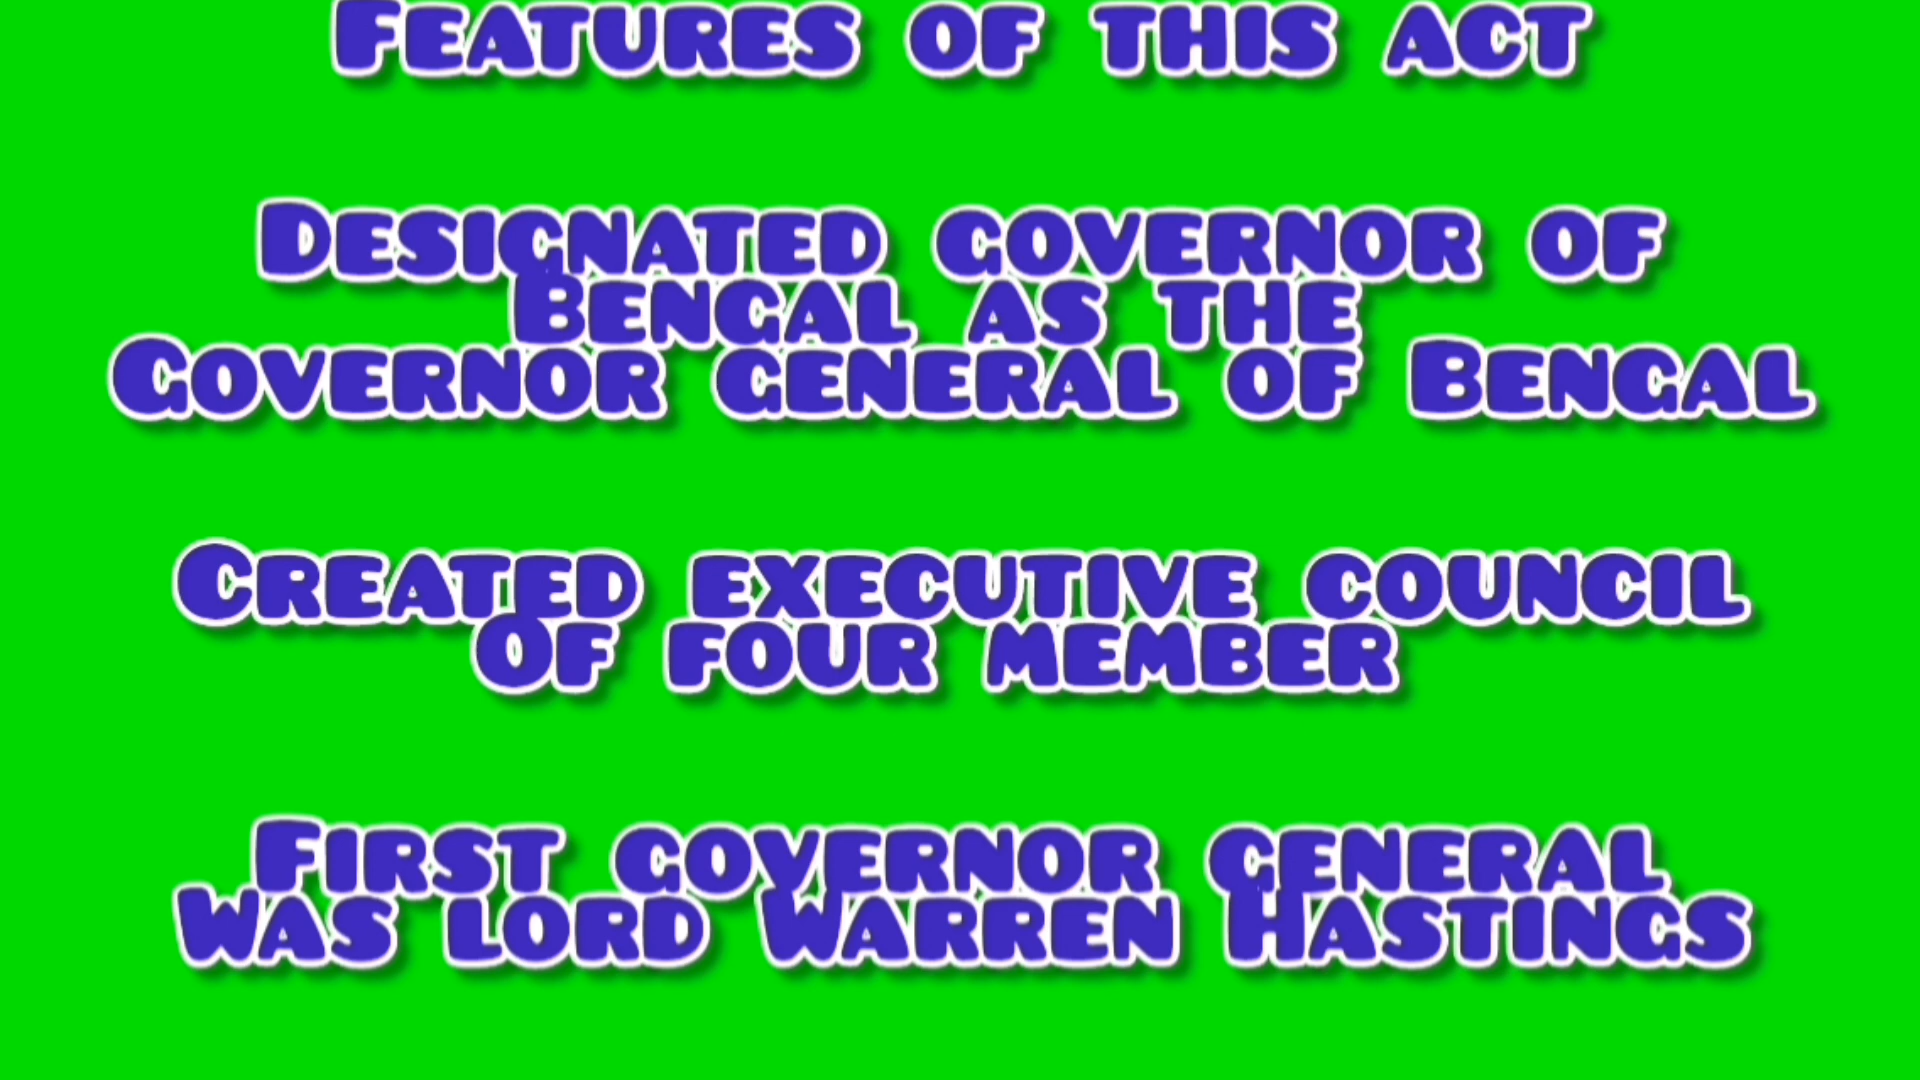 Features of this act
Designated governor of
Bengal as the
Governor general of Bengal
Created executive council
Of four member
First governor general
Was lord Warren Hastings